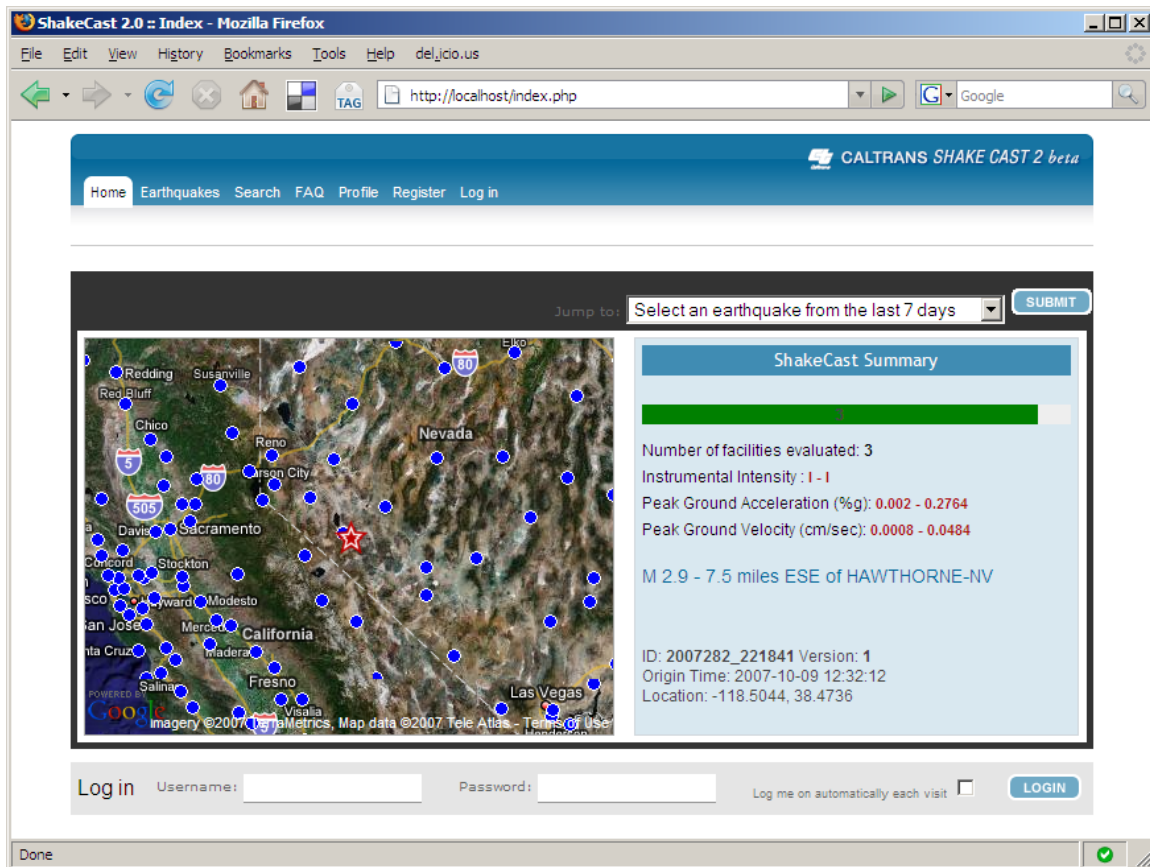 ShakeCast 2.0 :: Index - Mozilla Firefox
File Edit View History Bookmarks Tools Help del.icio.us
TAG http://localhost/index.php G Google
CALTRANS SHAKE CAST 2 beta
Home Earthquakes Search FAQ Profile Register Log in
Jump to: Select an earthquake from the last 7 days SUBMIT
Elko
80
Redding Susanville
Red Bluff
Chico
Nevada
Reno
5
80
Carson City
505
Davis Sacramento
Concord Stockton
Hayward Modesto
San Jose
Merced California
Santa Cruz Madera
Salinas Fresno
Las Vegas
Visalia
POWERED BY
Google
Imagery ©2007 TerraMetrics, Map data ©2007 Tele Atlas - Terms of Use
5
Henderson
ShakeCast Summary
3
Number of facilities evaluated: 3
Instrumental Intensity : I - I
Peak Ground Acceleration (%g): 0.002 - 0.2764
Peak Ground Velocity (cm/sec): 0.0008 - 0.0484
M 2.9 - 7.5 miles ESE of HAWTHORNE-NV
ID: 2007282_221841 Version: 1
Origin Time: 2007-10-09 12:32:12
Location: -118.5044, 38.4736
Log in Username: Password: Log me on automatically each visit LOGIN
Done